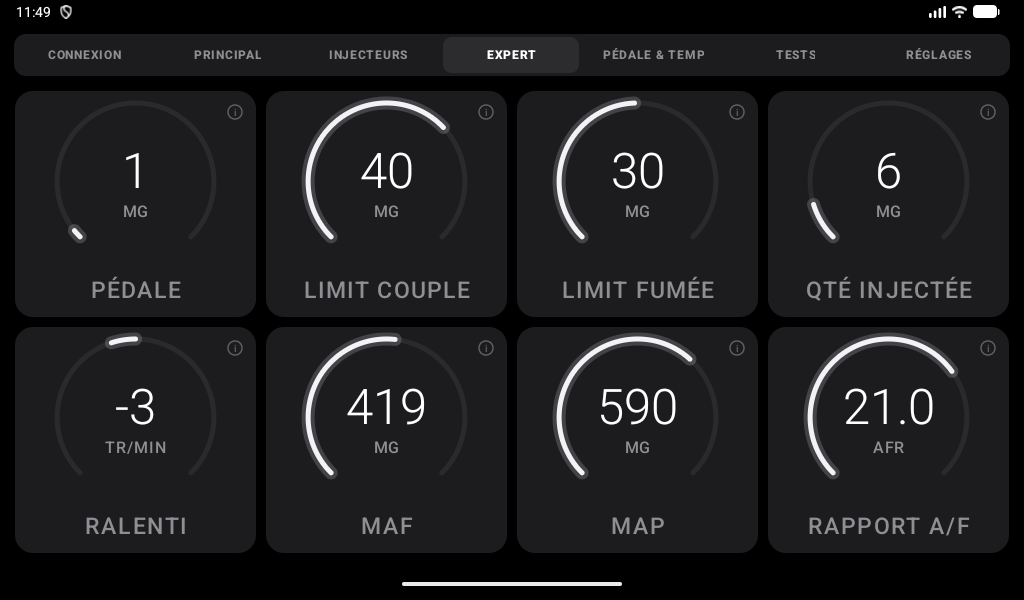 11:49
CONNEXION PRINCIPAL INJECTEURS EXPERT PÉDALE & TEMP TESTS RÉGLAGES
1 40 30 6
MG MG MG MG
PÉDALE LIMIT COUPLE LIMIT FUMÉE QTÉ INJECTÉE
-3 419 590 21.0
TR/MIN MG MG AFR
RALENTI MAF MAP RAPPORT A/F